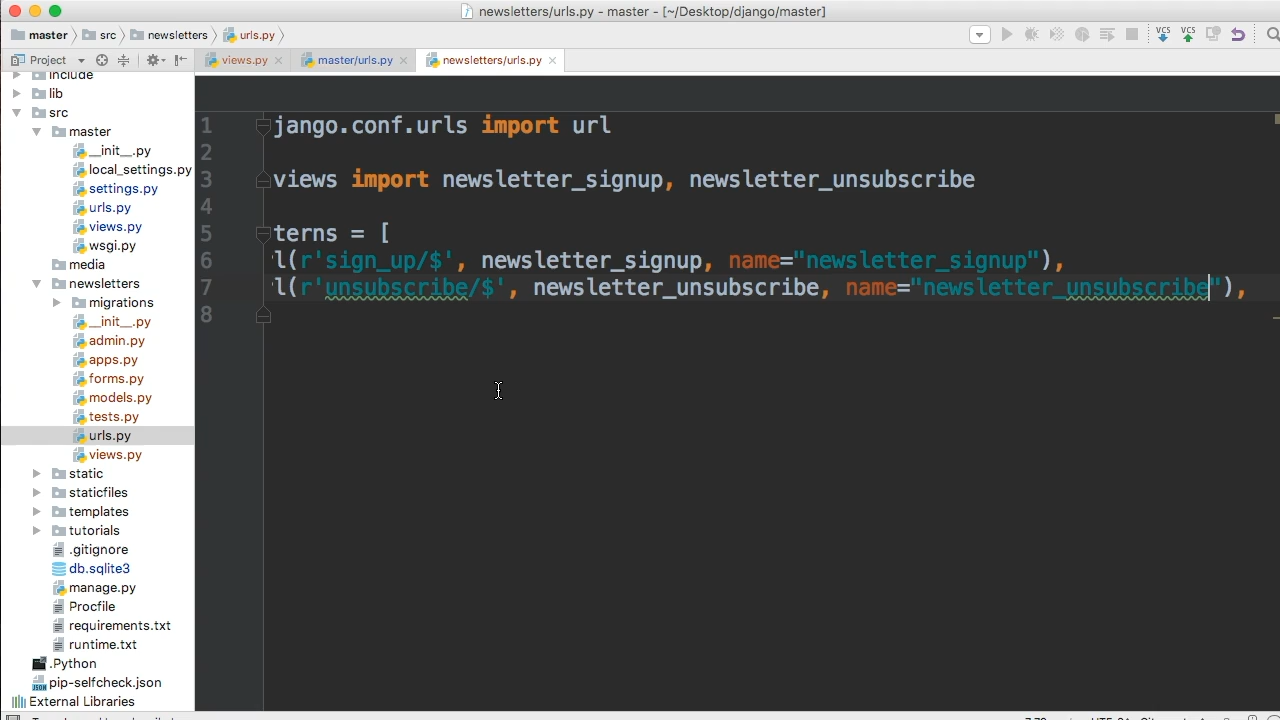 newsletters/urls.py - master - [~/Desktop/django/master]
master src newsletters urls.py
VCS VCS
Project
views.py master/urls.py newsletters/urls.py
include
lib
src
master
__init__.py
local_settings.py
settings.py
urls.py
views.py
wsgi.py
media
newsletters
migrations
__init__.py
admin.py
apps.py
forms.py
models.py
tests.py
urls.py
views.py
static
staticfiles
templates
tutorials
.gitignore
db.sqlite3
manage.py
Procfile
requirements.txt
runtime.txt
.Python
pip-selfcheck.json
External Libraries
1 jango.conf.urls import url
2
3 views import newsletter_signup, newsletter_unsubscribe
4
5 terns = [
6 l(r'sign_up/$', newsletter_signup, name="newsletter_signup"),
7 l(r'unsubscribe/$', newsletter_unsubscribe, name="newsletter_unsubscribe"),
8